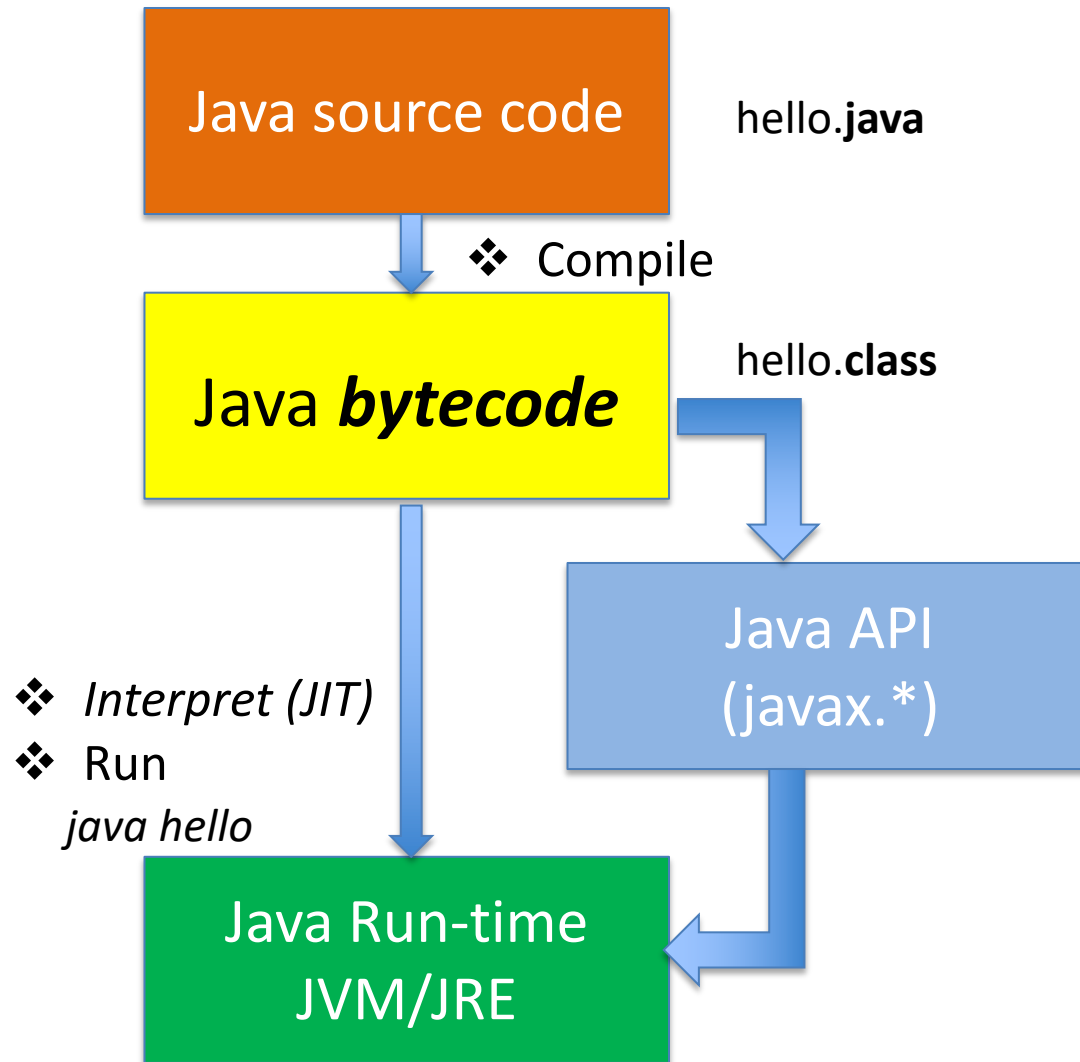 Java source code
hello.java
❖ Compile
Java bytecode
hello.class
Java API
(javax.*)
❖ Interpret (JIT)
❖ Run
java hello
Java Run-time
JVM/JRE